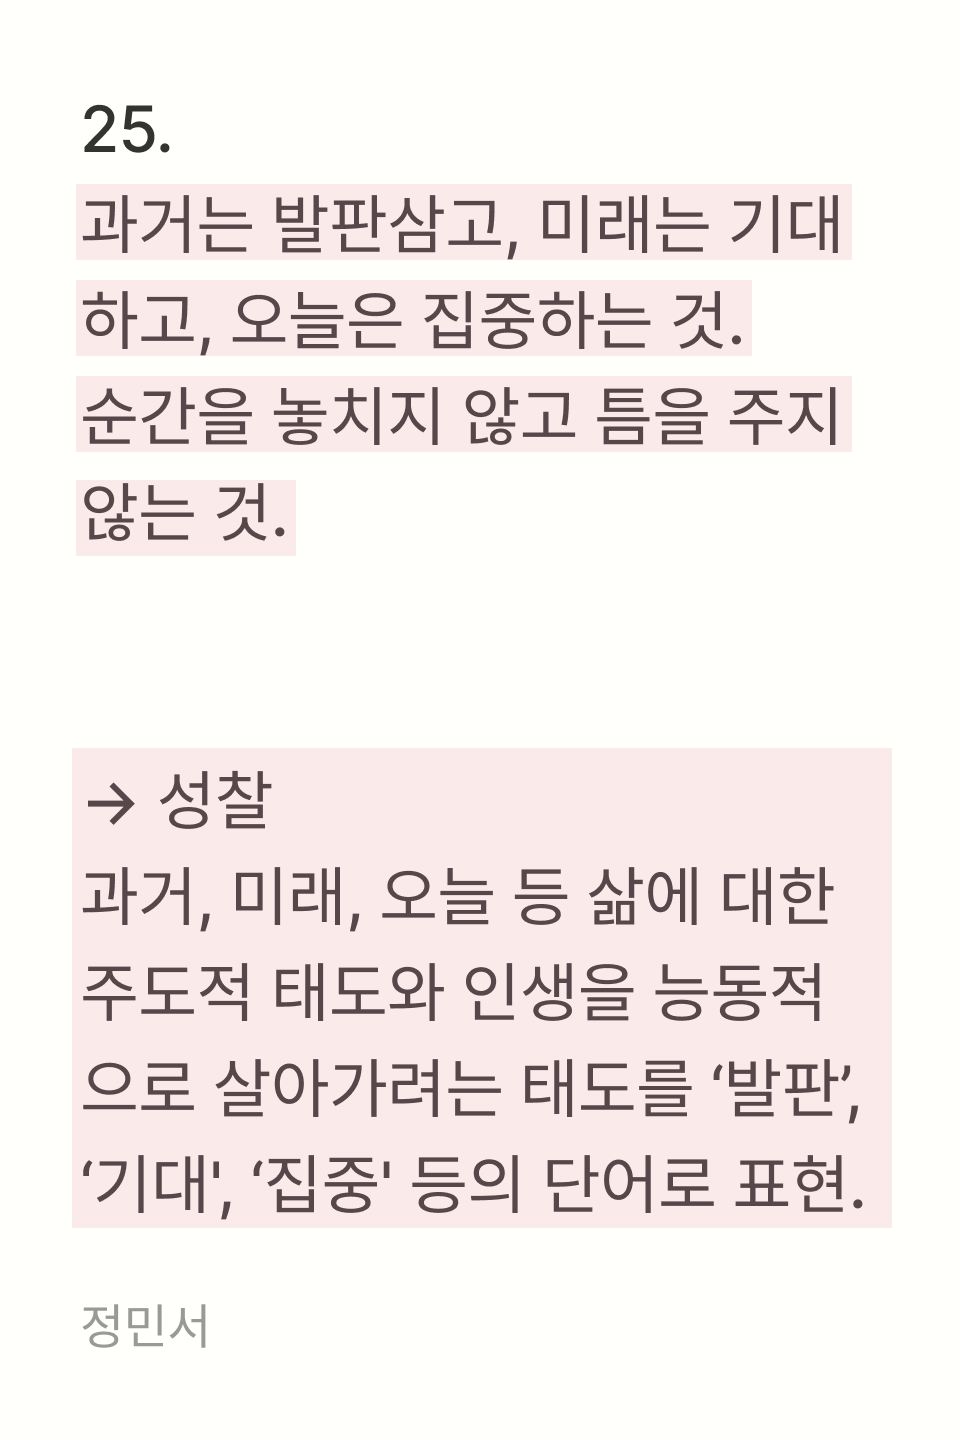 25.
과거는 발판삼고, 미래는 기대
하고, 오늘은 집중하는 것.
순간을 놓치지 않고 틈을 주지
않는 것.
→ 성찰
과거, 미래, 오늘 등 삶에 대한
주도적 태도와 인생을 능동적
으로 살아가려는 태도를 ‘발판’,
‘기대', ‘집중' 등의 단어로 표현.
정민서